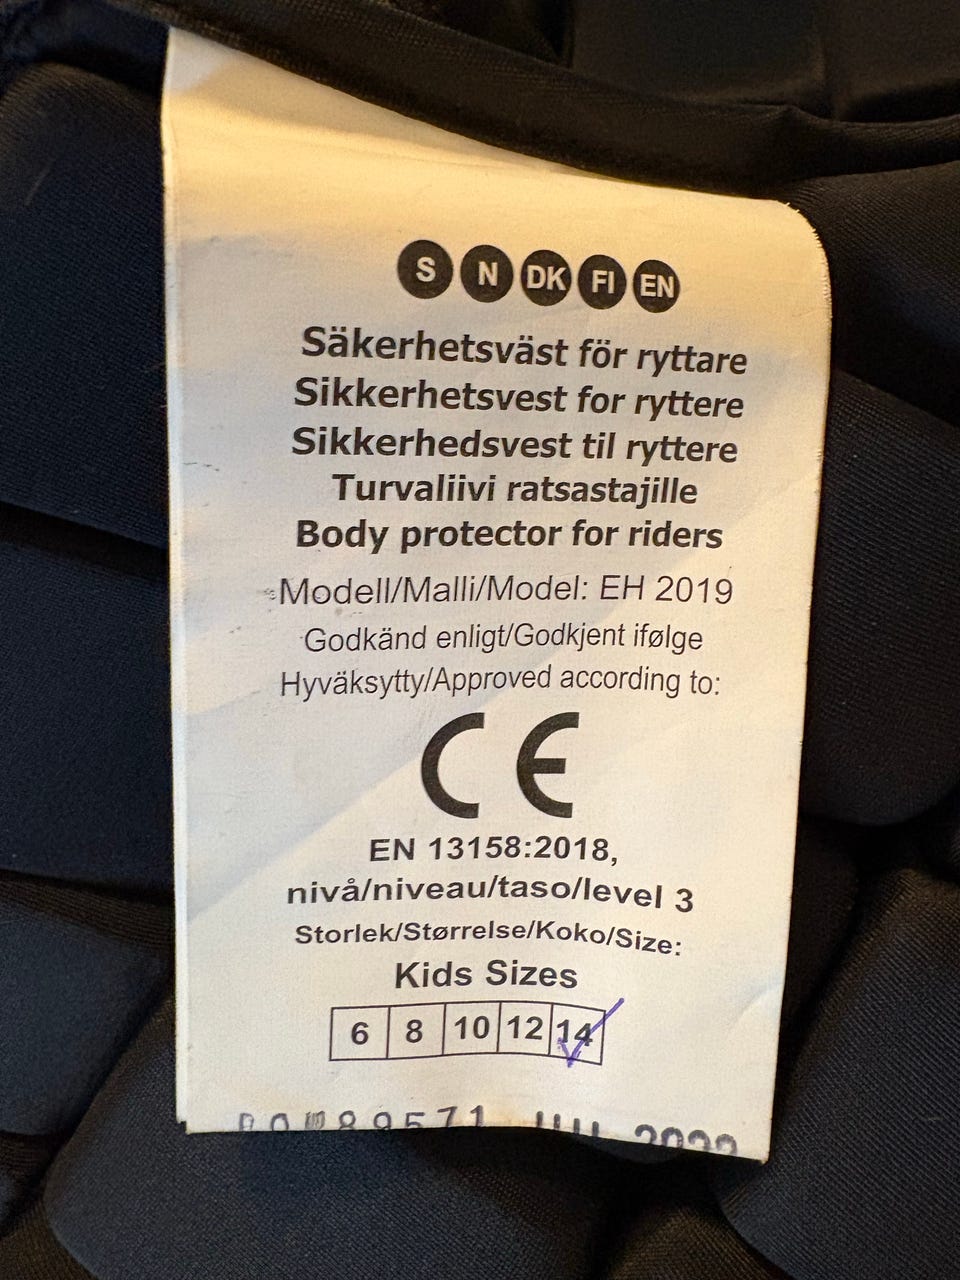 S N DK FI EN
Säkerhetsväst för ryttare
Sikkerhetsvest for ryttere
Sikkerhedsvest til ryttere
Turvaliivi ratsastajille
Body protector for riders
Modell/Malli/Model: EH 2019
Godkänd enligt/Godkjent ifølge
Hyväksytty/Approved according to:
CE
EN 13158:2018,
nivå/niveau/taso/level 3
Storlek/Størrelse/Koko/Size:
Kids Sizes
6 8 10 12 14